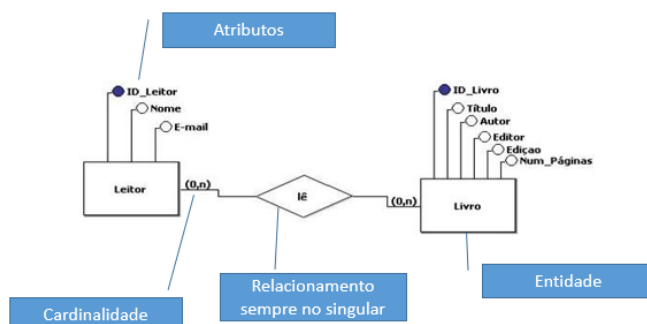 Atributos
ID_Leitor
Nome
E-mail
ID_Livro
Título
Autor
Editor
Ediçao
Num_Páginas
Leitor
(0,n)
lê
(0,n)
Livro
Cardinalidade
Relacionamento
sempre no singular
Entidade